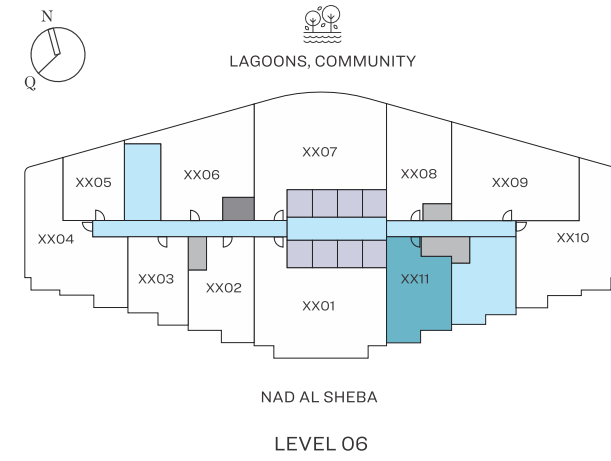 N
Q
LAGOONS, COMMUNITY
XX07
XX05
XX06
XX08
XX09
XX04
XX10
XX03
XX02
XX01
XX11
NAD AL SHEBA
LEVEL 06